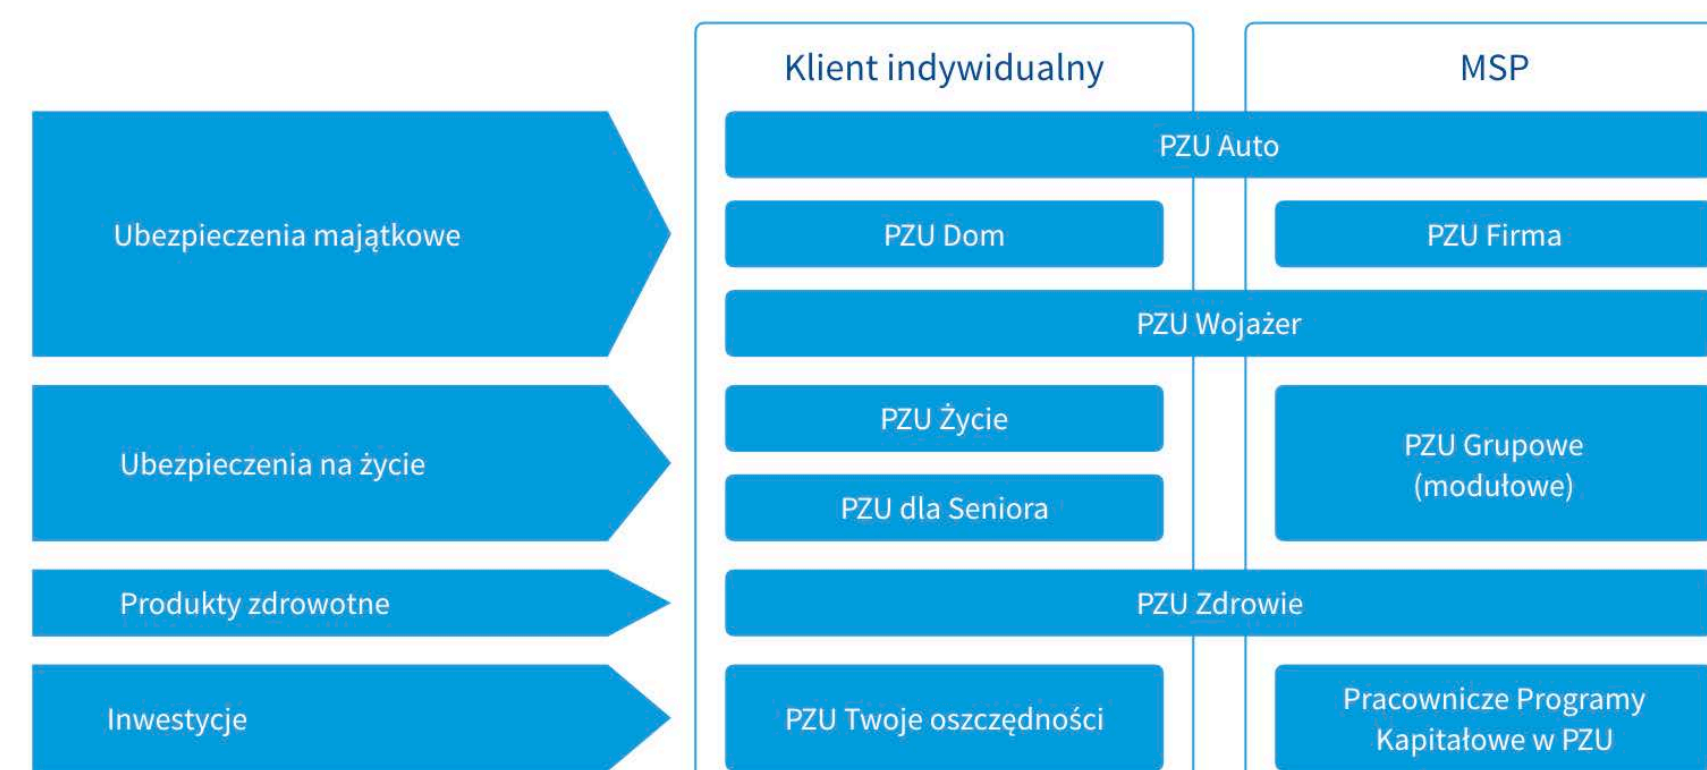 Klient indywidualny
MSP
PZU Auto
Ubezpieczenia majątkowe
PZU Dom
PZU Firma
PZU Wojażer
Ubezpieczenia na życie
PZU Życie
PZU dla Seniora
PZU Grupowe
(modułowe)
Produkty zdrowotne
PZU Zdrowie
Inwestycje
PZU Twoje oszczędności
Pracownicze Programy
Kapitałowe w PZU